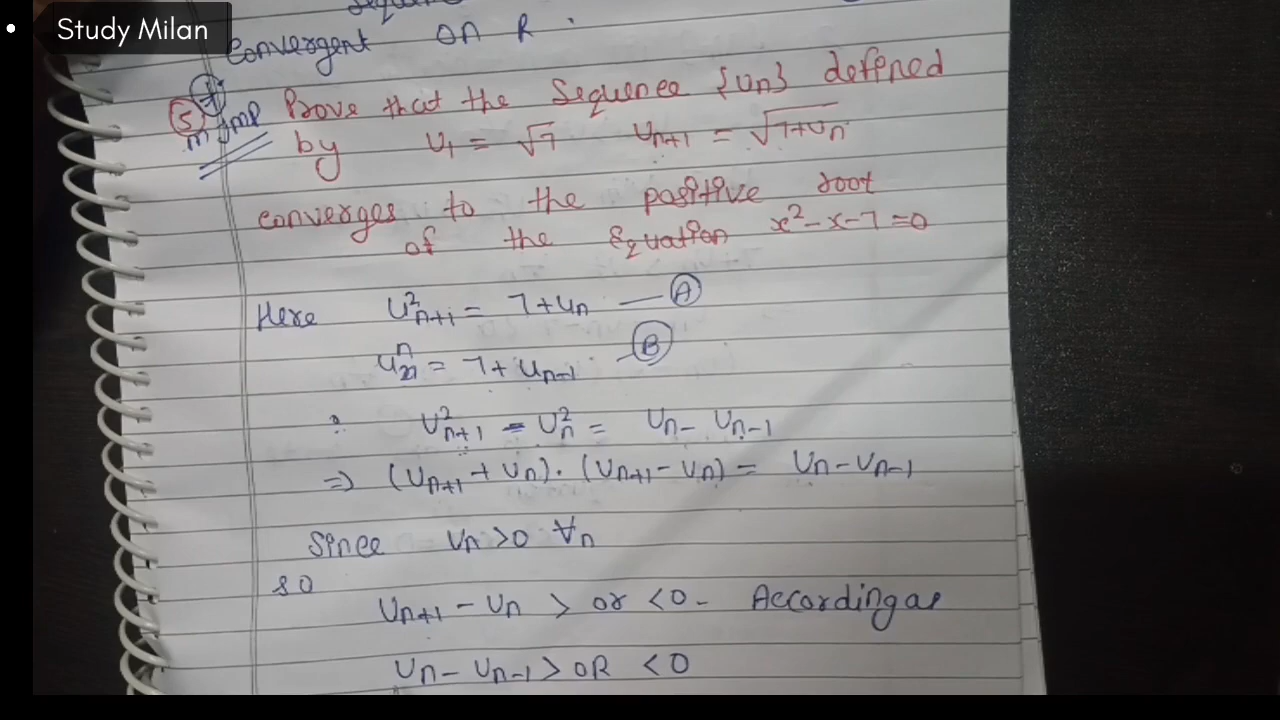 Study Milan
Convergent on R.
⑤ Imp Prove that the Sequence {Un} defined
by U₁ = √7 Uₙ₊₁ = √7+Uₙ
converges to the positive root
of the Equation x²-x-7=0
Here U²ₙ₊₁ = 7+Uₙ — Ⓐ
= 7+Uₙ₋₁ — Ⓑ
∴ U²ₙ₊₁ - U²ₙ = Uₙ - Uₙ₋₁
=> (Uₙ₊₁ + Uₙ). (Uₙ₊₁ - Uₙ) = Uₙ - Uₙ₋₁
Since Uₙ >0 ∀n
so
Uₙ₊₁ - Uₙ > or <0 - According as
Uₙ - Uₙ₋₁ > OR <0